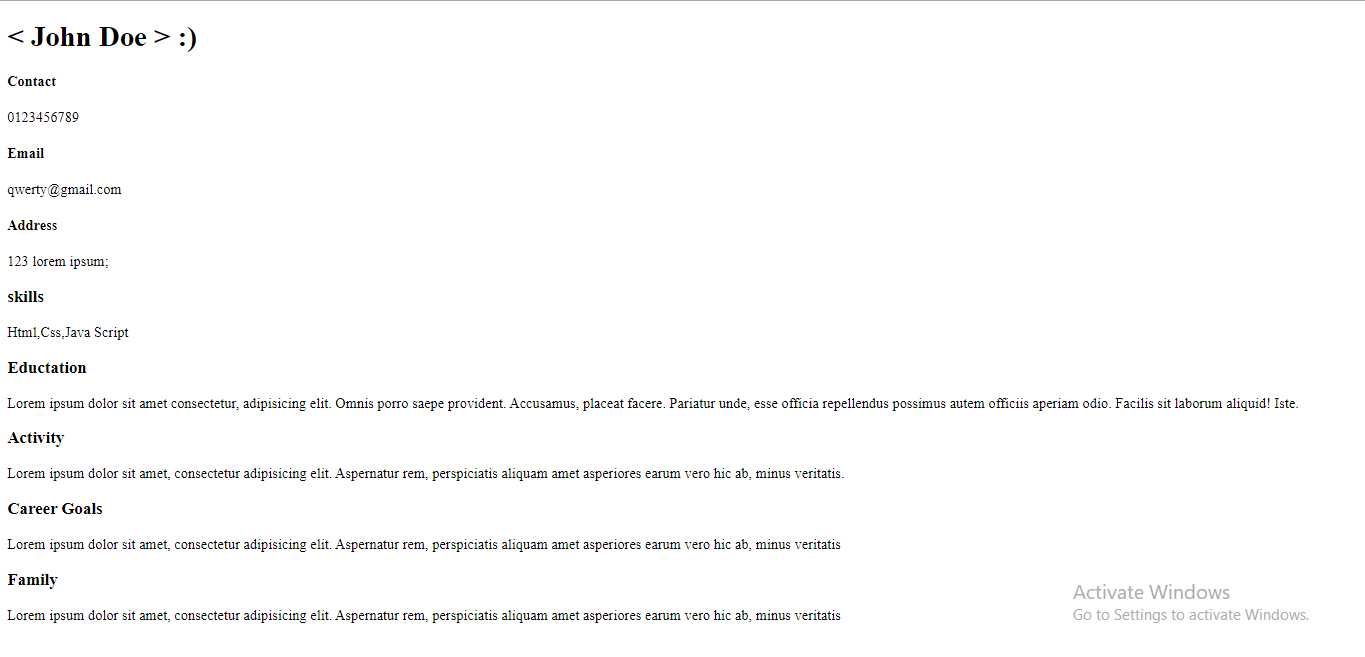 < John Doe > :)
Contact
0123456789
Email
qwerty@gmail.com
Address
123 lorem ipsum;
skills
Html,Css,Java Script
Eductation
Lorem ipsum dolor sit amet consectetur, adipisicing elit. Omnis porro saepe provident. Accusamus, placeat facere. Pariatur unde, esse officia repellendus possimus autem officiis aperiam odio. Facilis sit laborum aliquid! Iste.
Activity
Lorem ipsum dolor sit amet, consectetur adipisicing elit. Aspernatur rem, perspiciatis aliquam amet asperiores earum vero hic ab, minus veritatis.
Career Goals
Lorem ipsum dolor sit amet, consectetur adipisicing elit. Aspernatur rem, perspiciatis aliquam amet asperiores earum vero hic ab, minus veritatis
Family
Lorem ipsum dolor sit amet, consectetur adipisicing elit. Aspernatur rem, perspiciatis aliquam amet asperiores earum vero hic ab, minus veritatis
Activate Windows
Go to Settings to activate Windows.